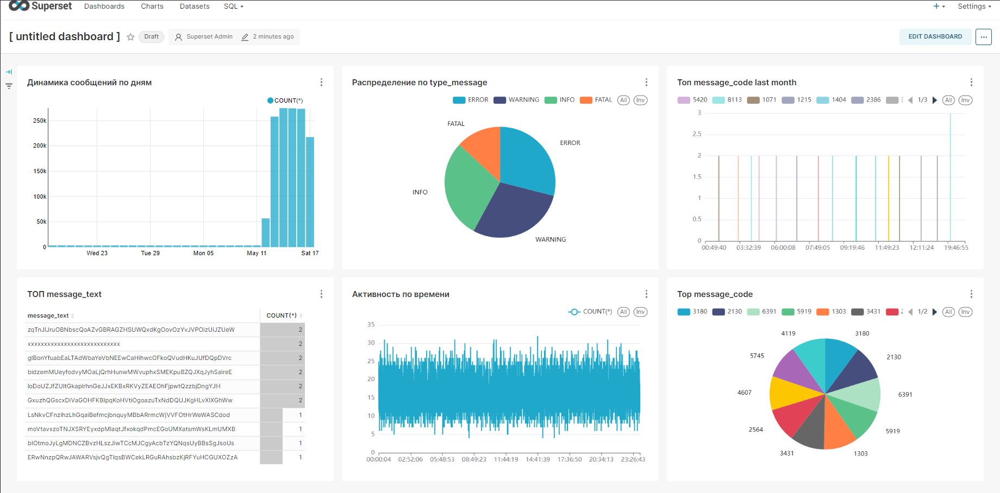 Superset Dashboards Charts Datasets SQL + Settings
[ untitled dashboard ] Draft Superset Admin 2 minutes ago EDIT DASHBOARD ...
Динамика сообщений по дням
COUNT(*)
250k
200k
150k
100k
50k
0
Wed 23 Tue 29 Mon 05 May 11 Sat 17
Распределение по type_message
ERROR WARNING INFO FATAL All Inv
FATAL
ERROR
INFO
WARNING
Топ message_code last month
5420 8113 1071 1215 1404 2386 1/3 All Inv
3
2.5
2
1.5
1
0.5
0
00:49:40 03:32:39 06:00:08 07:49:05 09:19:46 11:49:23 12:11:24 19:46:55
ТОП message_text
message_text COUNT(*)
zqTnJIJruOBNbscQoAZvGBRAGZHSUWQxdKgOovOzYvJVPOizUiJZUeW 2
xxxxxxxxxxxxxxxxxxxxxxxxxxxx 2
glBonYfuabEaLTAdWbaYeVbNEEwCaHihwcOFkoQVudHKuJUfDQpDVrc 2
bidzemMUeyfodvyMOaLjQrhHunwMWvuphxSMEKpuBZQJXqJyhSaireE 2
IoDoUZJfZUltGkaplrhnGeJJxEKBxRKVyZEAEOhFjpwtQzzbjDngYJH 2
GxuzhQGscxDiVaGOHFKBlpqKoHVtiOgoazuTxNdDQUJKgHLvXlXGhWw 2
LsNkvCFnzihzLhGqaiBefmcjbnquyMBbARrmcWjVVFOtHrWeWASCdod 1
moVtavxzoTNJXSRYEyxdpMlaqtJfxokqdPmcEGoUMXatsmWsKLmUMXB 1
blOtmoJyLgMDNCZBvzHLszJiwTCcMJCgyAcbTzYQNqsUyBBsSgJsoUs 1
ERwNnzpQRwJAWARVsjvQgTlqsBWCekLRGuRAhsbzKjRFYuHCGUXOZzA 1
Активность по времени
COUNT(*) All Inv
35
30
25
20
15
10
5
0
00:00:04 02:52:06 05:48:53 08:49:23 11:44:19 14:41:39 17:36:50 20:34:13 23:26:43
Top message_code
3180 2130 6391 5919 1303 3431 1/2 All Inv
4119 3180
5745 2130
4607 6391
2564 5919
3431 1303